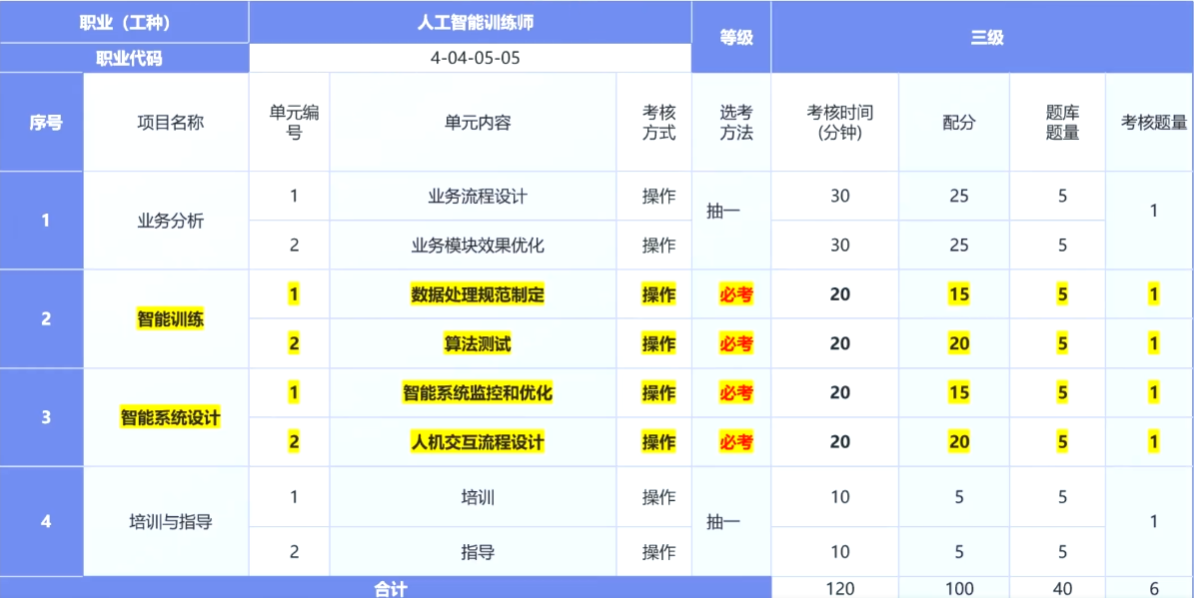 职业（工种） 人工智能训练师 等级 三级
职业代码 4-04-05-05
序号 项目名称 单元编号 单元内容 考核方式 选考方法 考核时间(分钟) 配分 题库题量 考核题量
1 业务分析 1 业务流程设计 操作 抽一 30 25 5 1
2 业务模块效果优化 操作 30 25 5
2 智能训练 1 数据处理规范制定 操作 必考 20 15 5 1
2 算法测试 操作 必考 20 20 5 1
3 智能系统设计 1 智能系统监控和优化 操作 必考 20 15 5 1
2 人机交互流程设计 操作 必考 20 20 5 1
4 培训与指导 1 培训 操作 抽一 10 5 5 1
2 指导 操作 10 5 5
合计 120 100 40 6